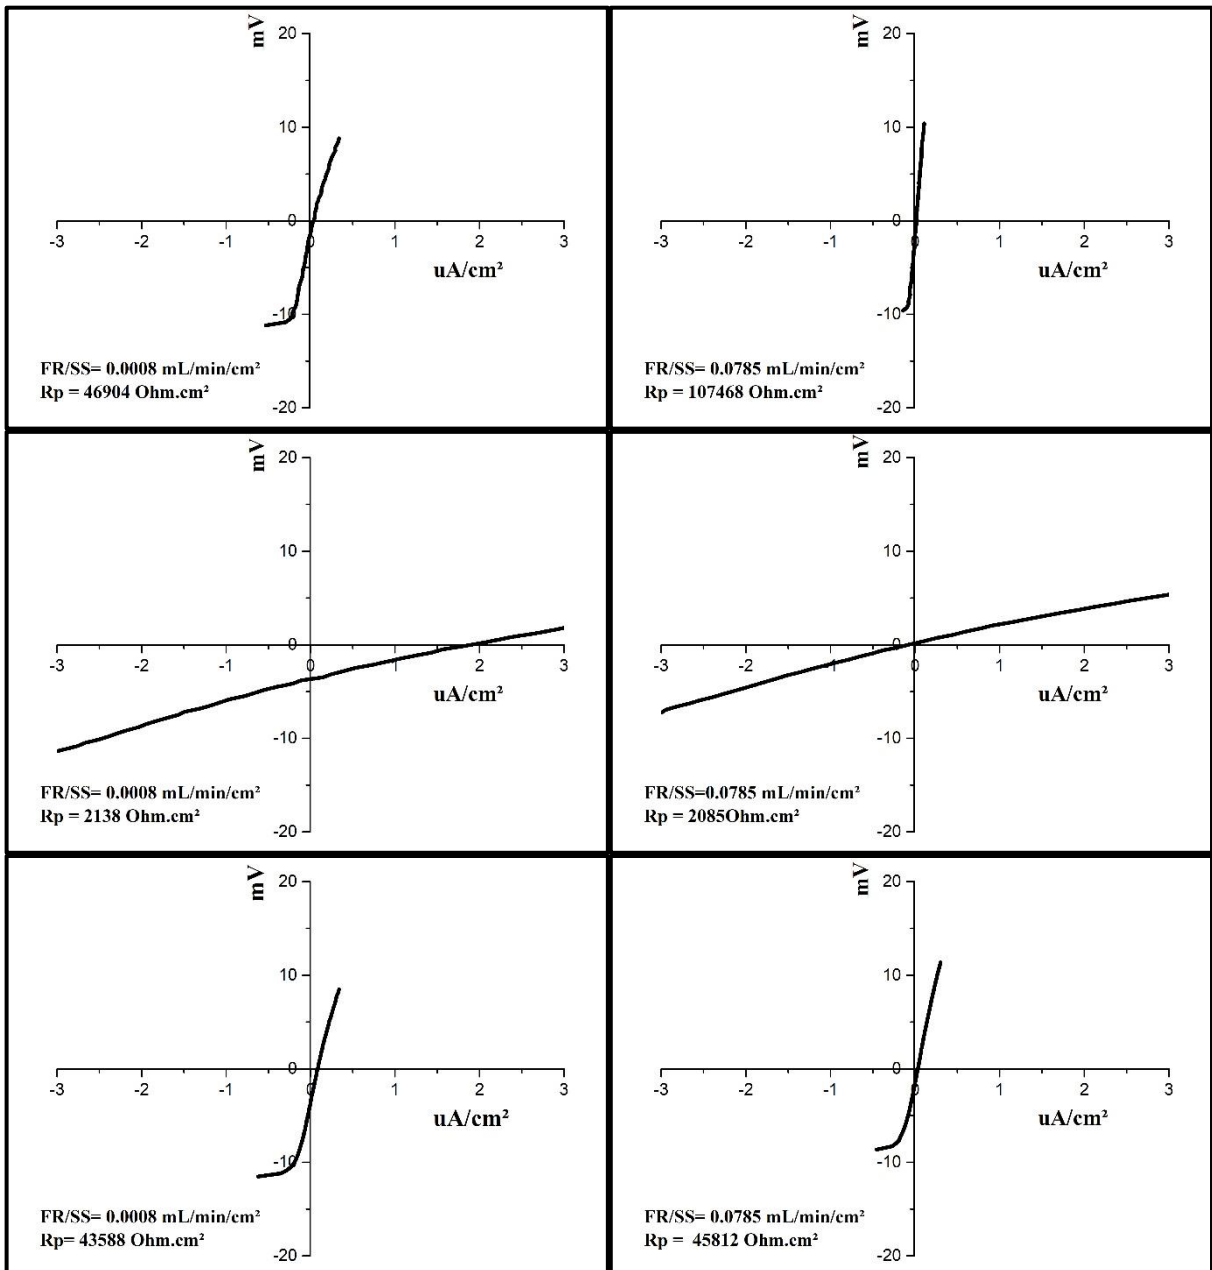 mV
20
10
0
-3 -2 -1 0 1 2 3
uA/cm²
-10
FR/SS= 0.0008 mL/min/cm²
Rp = 46904 Ohm.cm²
-20
mV
20
10
0
-3 -2 -1 0 1 2 3
uA/cm²
-10
FR/SS= 0.0785 mL/min/cm²
Rp = 107468 Ohm.cm²
-20
mV
20
10
0
-3 -2 -1 0 1 2 3
uA/cm²
-10
FR/SS= 0.0008 mL/min/cm²
Rp = 2138 Ohm.cm²
-20
mV
20
10
0
-3 -2 -1 0 1 2 3
uA/cm²
-10
FR/SS=0.0785 mL/min/cm²
Rp = 2085Ohm.cm²
-20
mV
20
10
0
-3 -2 -1 0 1 2 3
uA/cm²
-10
FR/SS= 0.0008 mL/min/cm²
Rp= 43588 Ohm.cm²
-20
mV
20
10
0
-3 -2 -1 0 1 2 3
uA/cm²
-10
FR/SS= 0.0785 mL/min/cm²
Rp = 45812 Ohm.cm²
-20